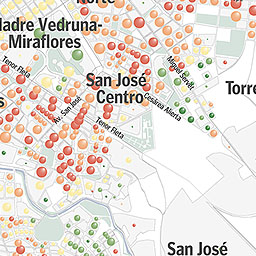 Norte
Madre Vedruna-
Miraflores
Tenor Fleta
San José
Centro
Miguel Servet
Torre
Cesáreo Alierta
Av. San José
Tenor Fleta
San José